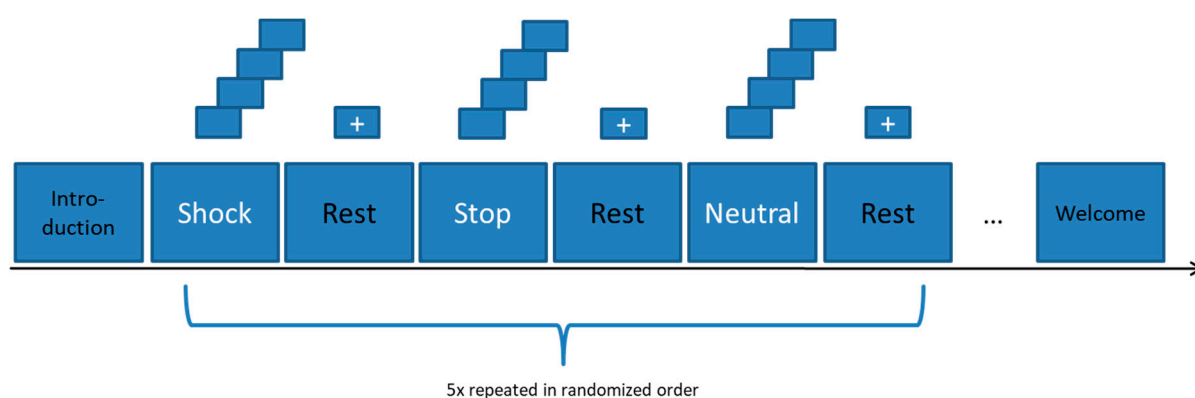 +
+
+
Intro-
duction
Shock
Rest
Stop
Rest
Neutral
Rest
...
Welcome
5x repeated in randomized order